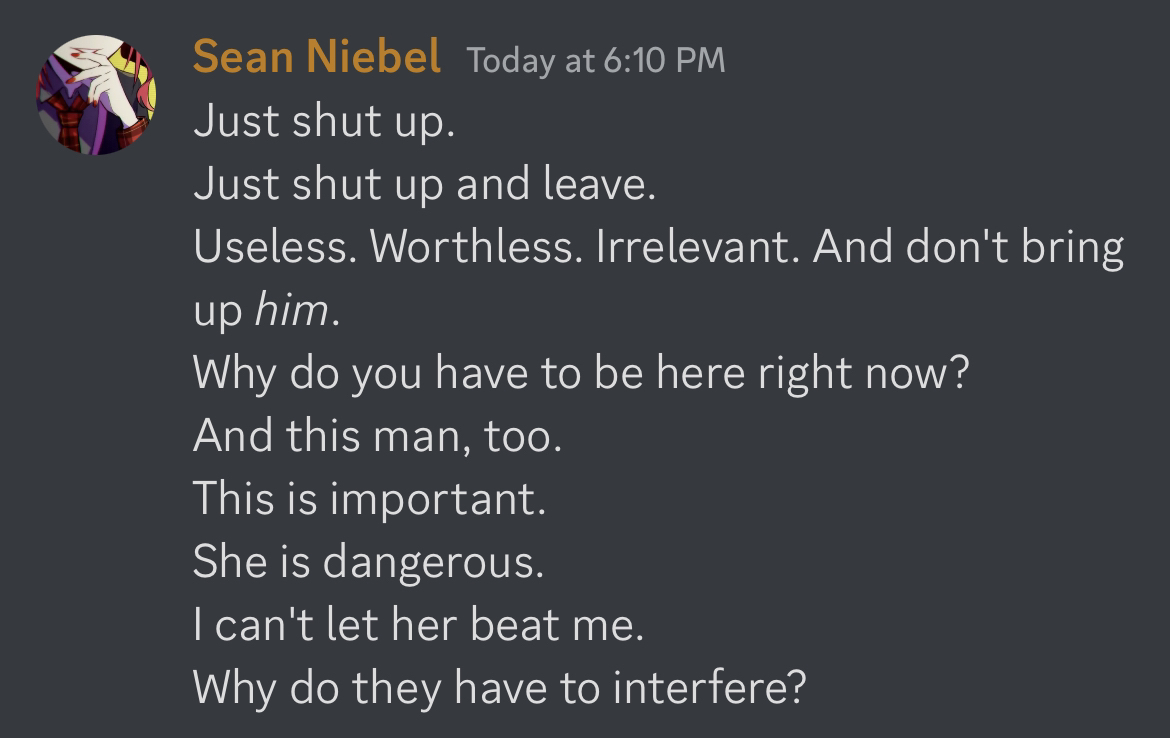 Sean Niebel Today at 6:10 PM
Just shut up.
Just shut up and leave.
Useless. Worthless. Irrelevant. And don't bring
up him.
Why do you have to be here right now?
And this man, too.
This is important.
She is dangerous.
I can't let her beat me.
Why do they have to interfere?